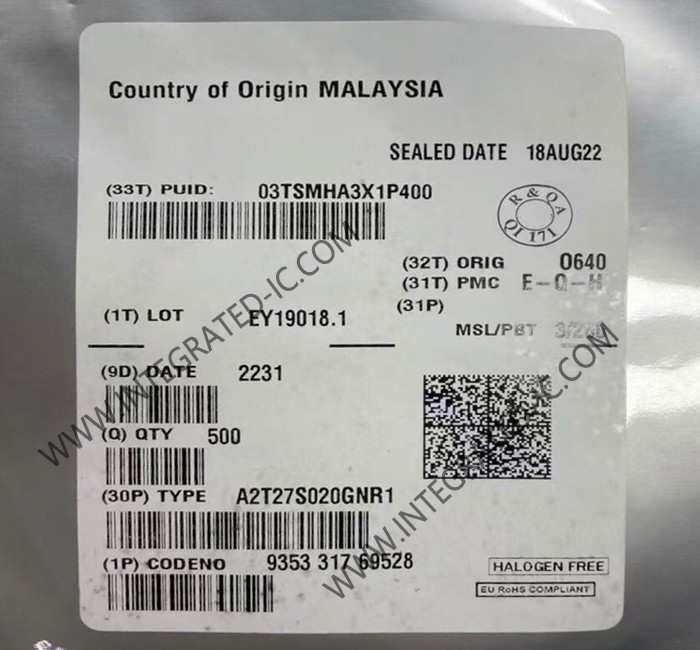 Country of Origin MALAYSIA
SEALED DATE 18AUG22
(33T) PUID: 03TSMHA3X1P400
R & QA
QI 171
(32T) ORIG 0640
(31T) PMC E-Q-H
(31P)
(1T) LOT EY19018.1
MSL/PBT
(9D) DATE 2231
(Q) QTY 500
(30P) TYPE A2T27S020GNR1
(1P) CODENO 9353 317 69528
HALOGEN FREE
EU RoHS COMPLIANT
WWW.INTEGRATED-IC.COM
WWW.INTEGRATED-IC.COM